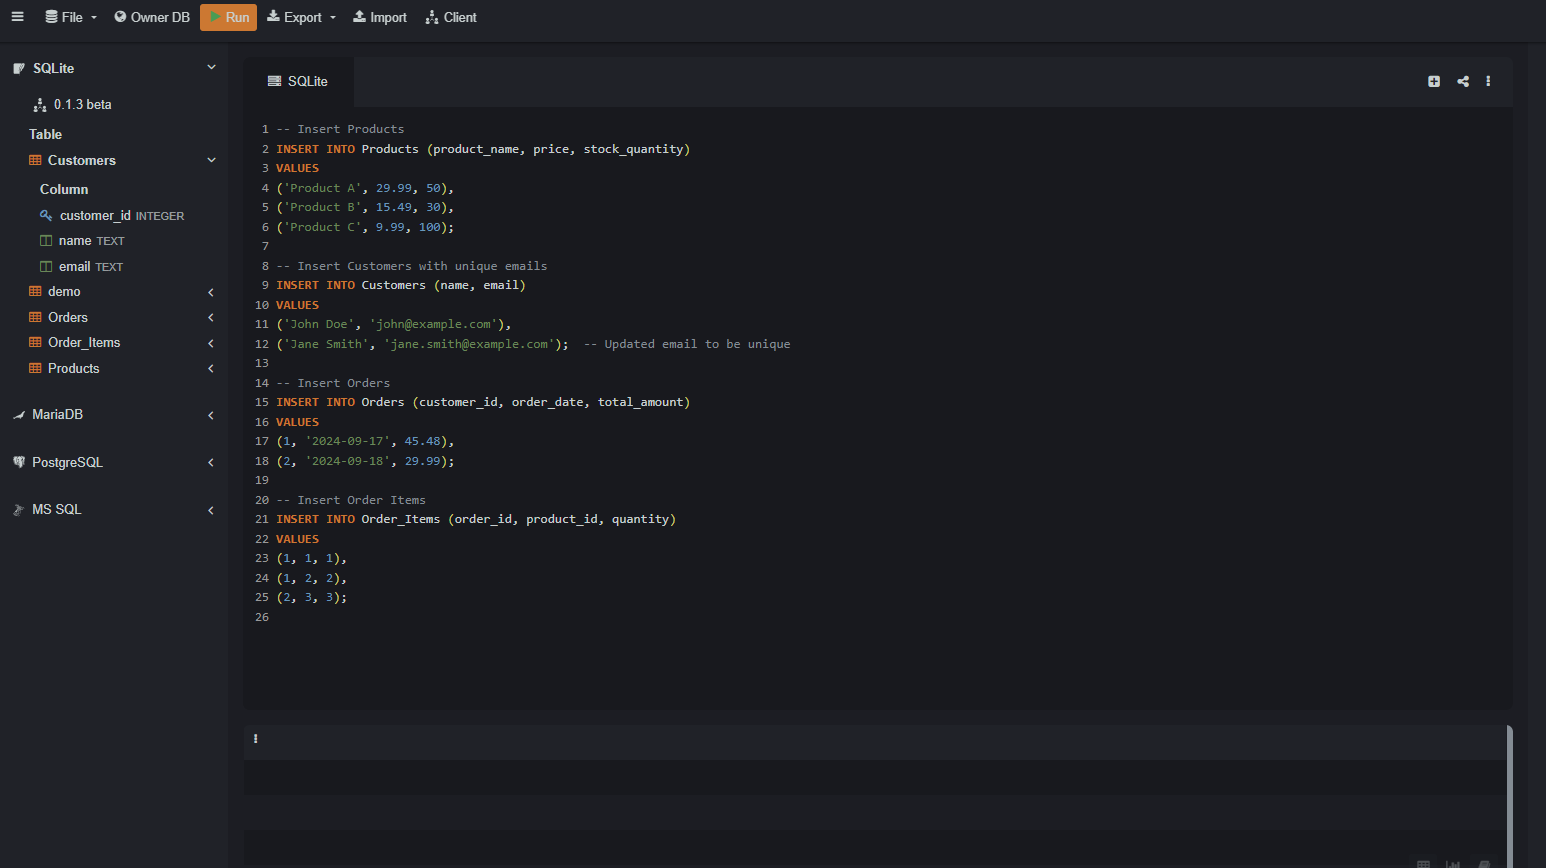 File Owner DB Run Export Import Client
SQLite
0.1.3 beta
Table
Customers
Column
customer_id INTEGER
name TEXT
email TEXT
demo
Orders
Order_Items
Products
MariaDB
PostgreSQL
MS SQL
SQLite
1 -- Insert Products
2 INSERT INTO Products (product_name, price, stock_quantity)
3 VALUES
4 ('Product A', 29.99, 50),
5 ('Product B', 15.49, 30),
6 ('Product C', 9.99, 100);
7
8 -- Insert Customers with unique emails
9 INSERT INTO Customers (name, email)
10 VALUES
11 ('John Doe', 'john@example.com'),
12 ('Jane Smith', 'jane.smith@example.com');  -- Updated email to be unique
13
14 -- Insert Orders
15 INSERT INTO Orders (customer_id, order_date, total_amount)
16 VALUES
17 (1, '2024-09-17', 45.48),
18 (2, '2024-09-18', 29.99);
19
20 -- Insert Order Items
21 INSERT INTO Order_Items (order_id, product_id, quantity)
22 VALUES
23 (1, 1, 1),
24 (1, 2, 2),
25 (2, 3, 3);
26